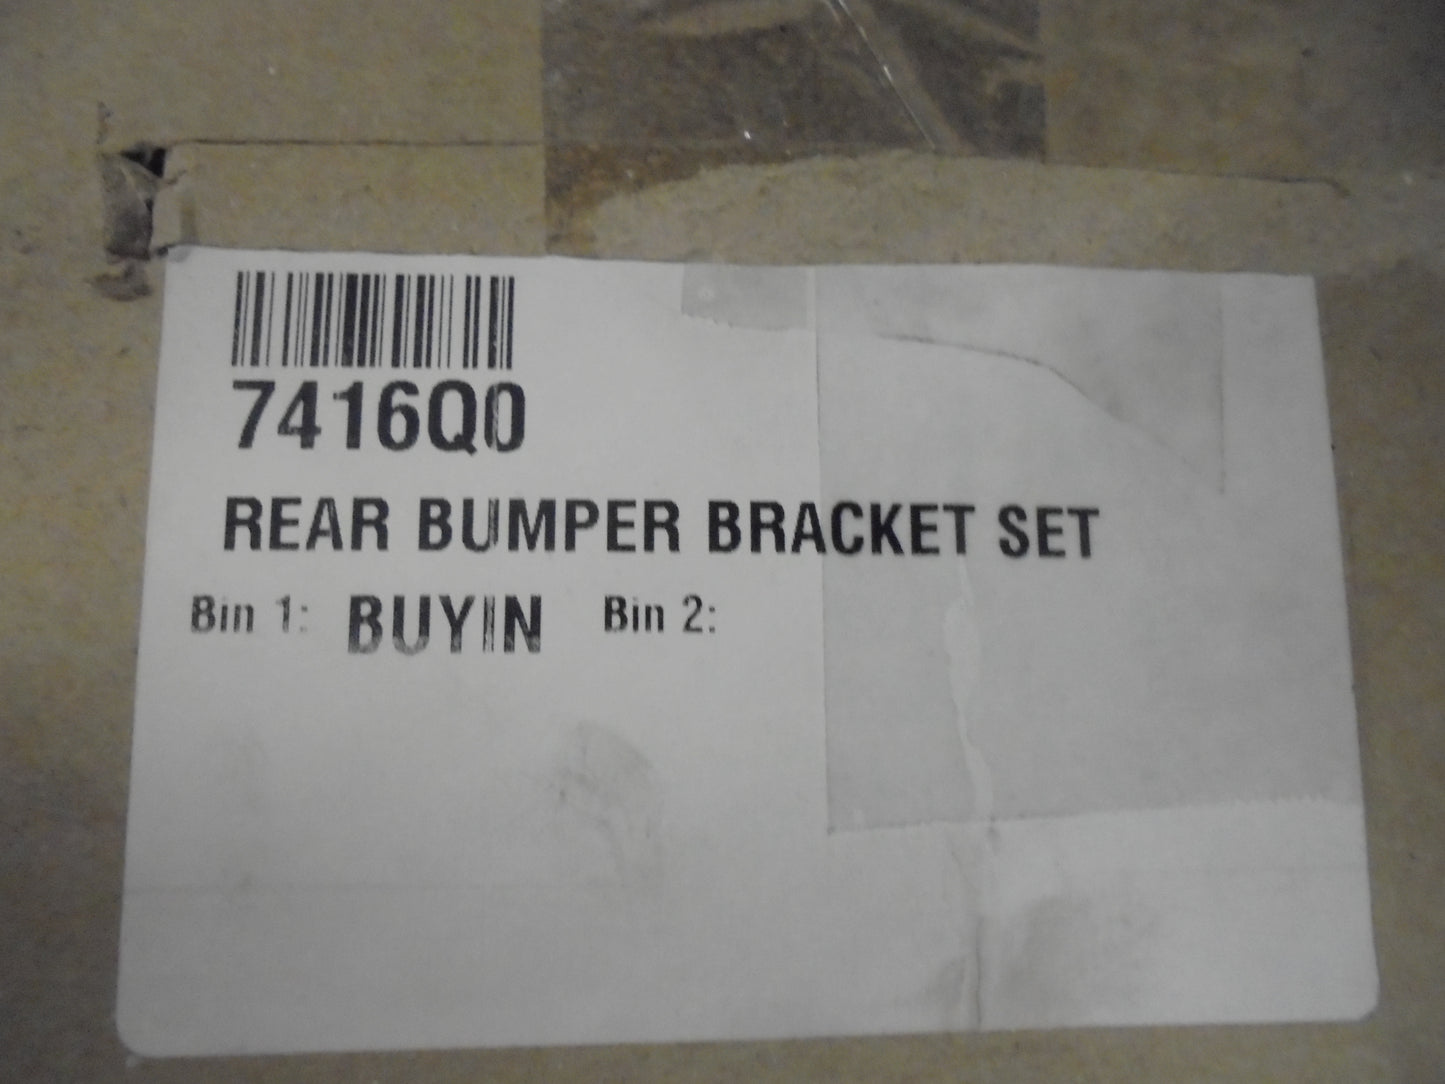 7416Q0
REAR BUMPER BRACKET SET
Bin 1: BUYIN Bin 2: